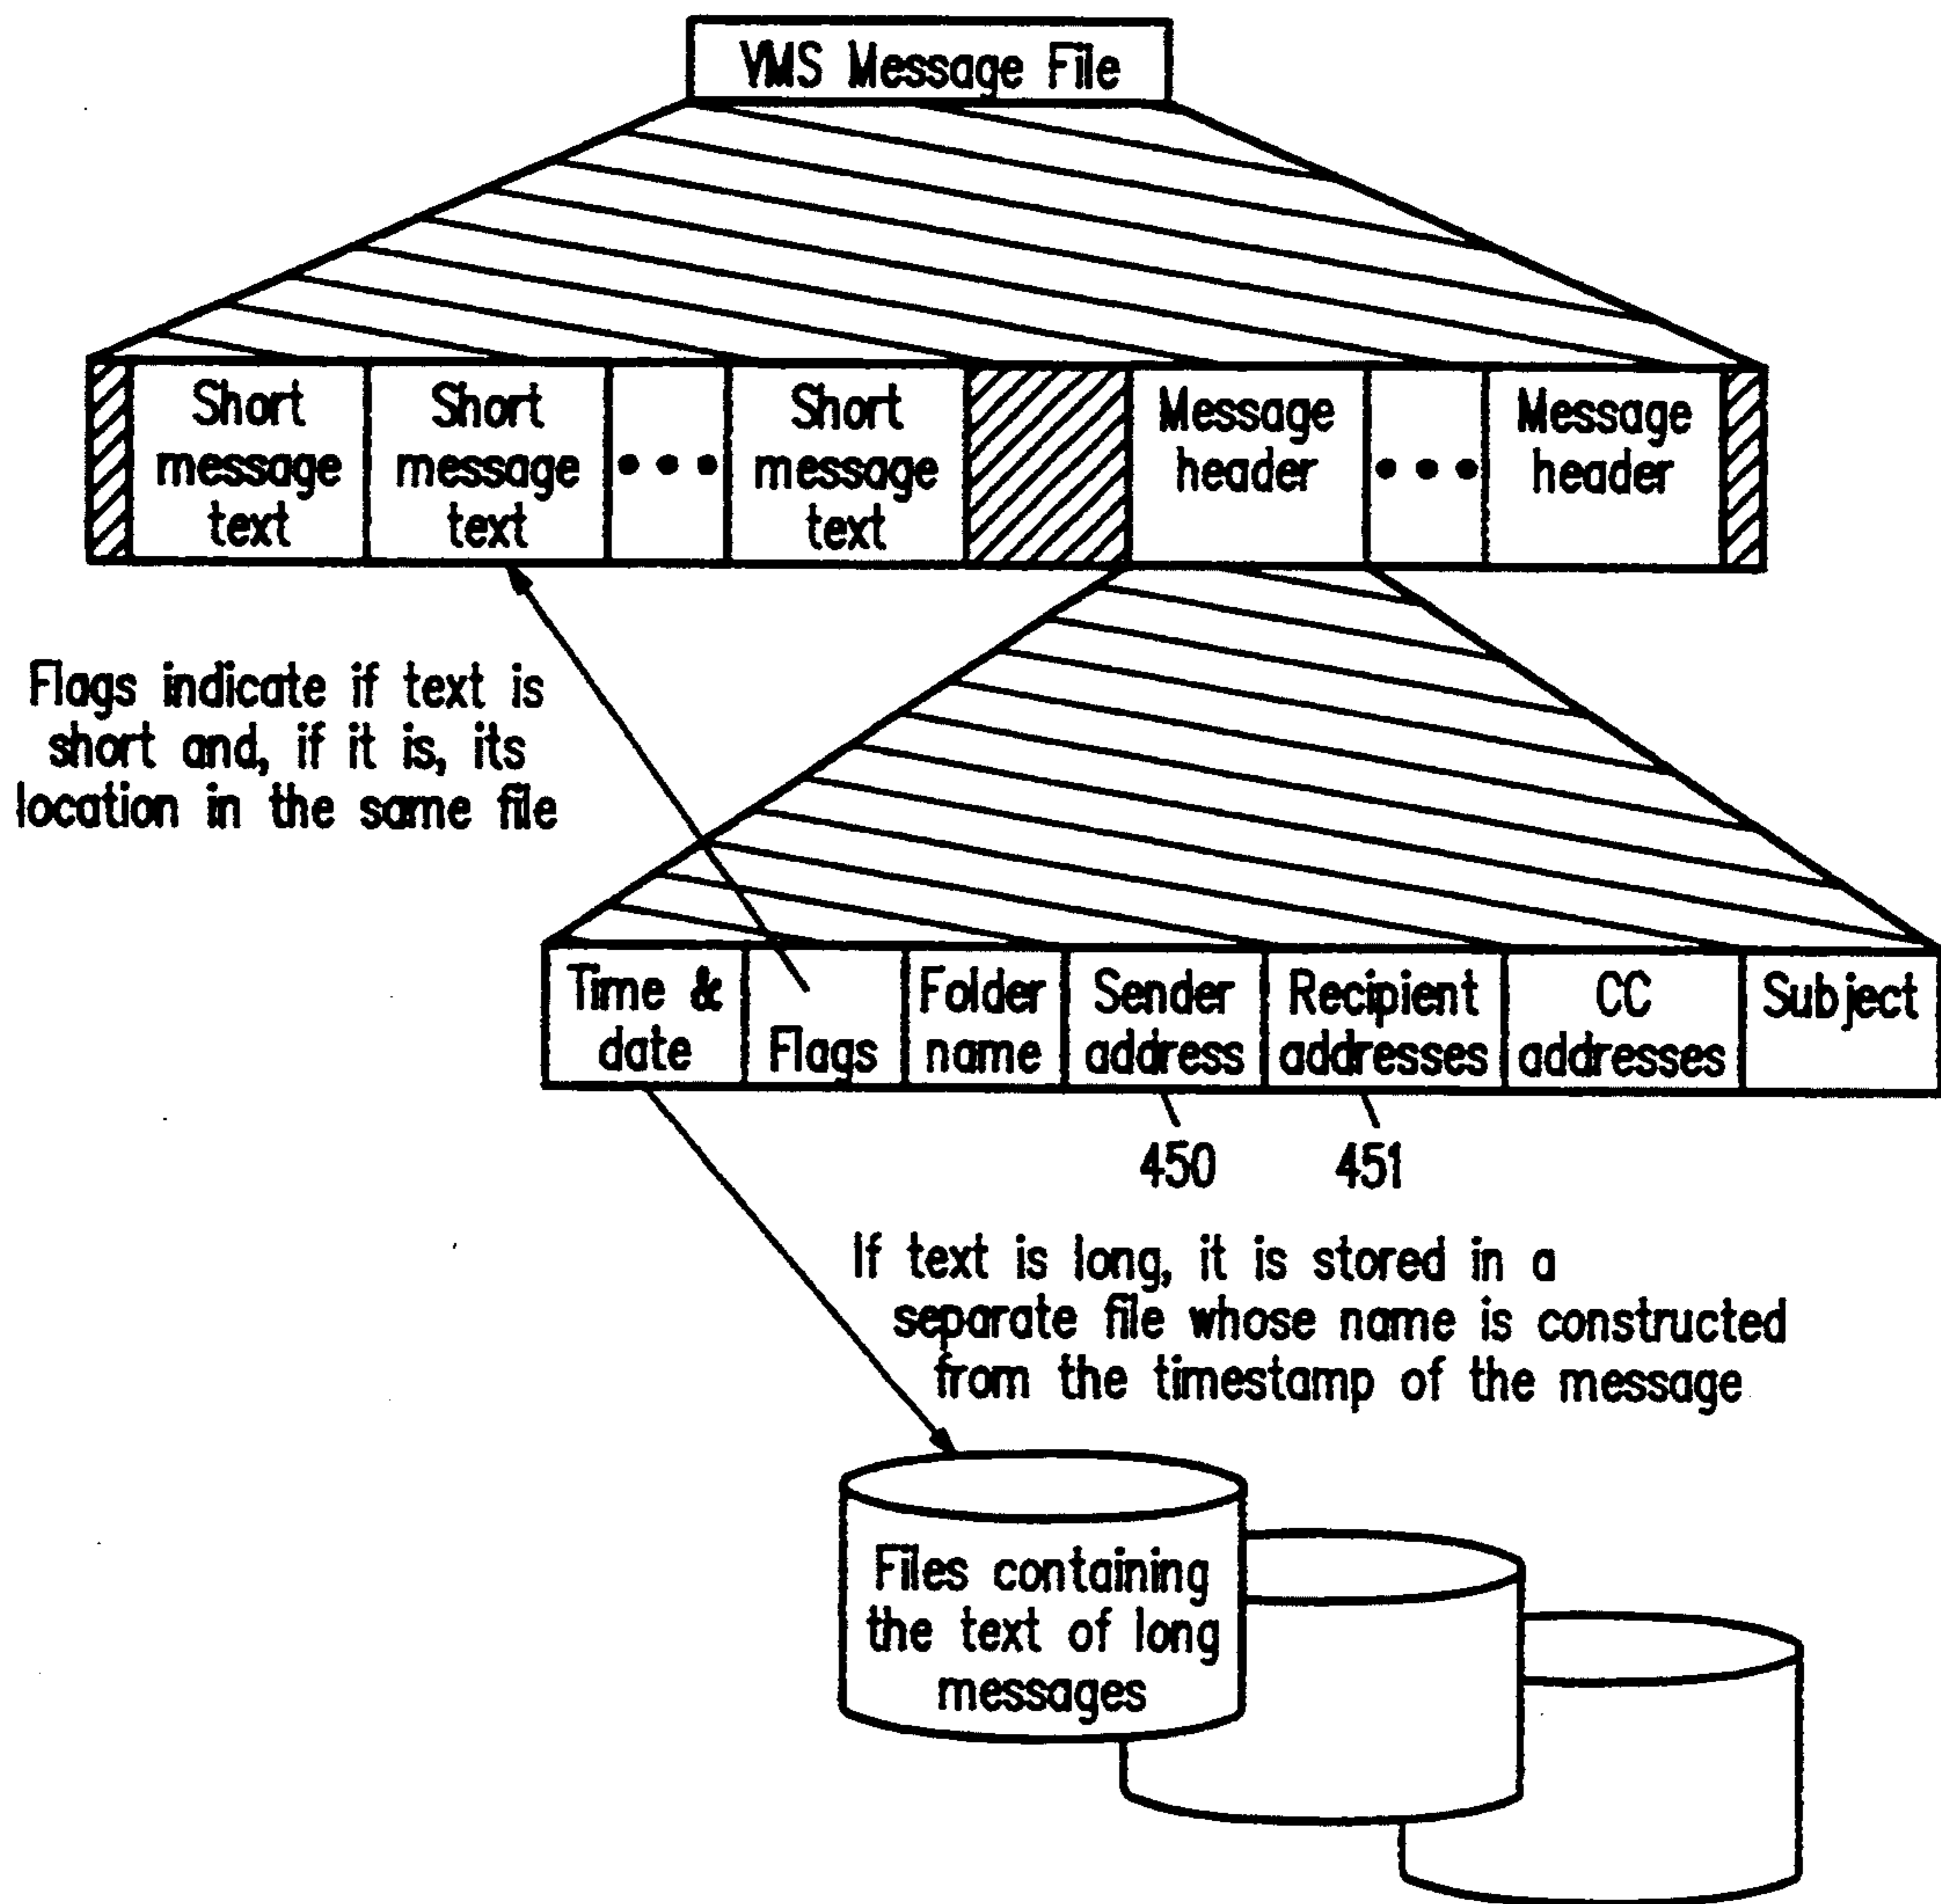 VMS Message File
Short
message
text
Short
message
text
•••
Short
message
text
Message
header
•••
Message
header
Flags indicate if text is
short and, if it is, its
location in the same file
Time &
date
Flags
Folder
name
Sender
address
Recipient
addresses
CC
addresses
Subject
450
451
If text is long, it is stored in a
separate file whose name is constructed
from the timestamp of the message
Files containing
the text of long
messages